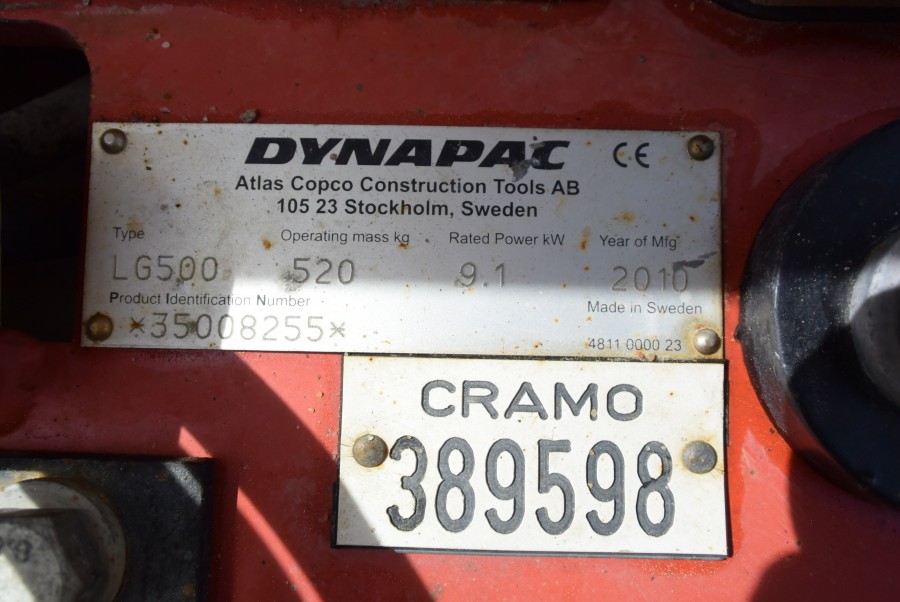 DYNAPAC CE
Atlas Copco Construction Tools AB
105 23 Stockholm, Sweden
Type Operating mass kg Rated Power kW Year of Mfg
LG500 520 9.1 2010
Product Identification Number Made in Sweden
*35008255*
4811 0000 23
CRAMO
389598